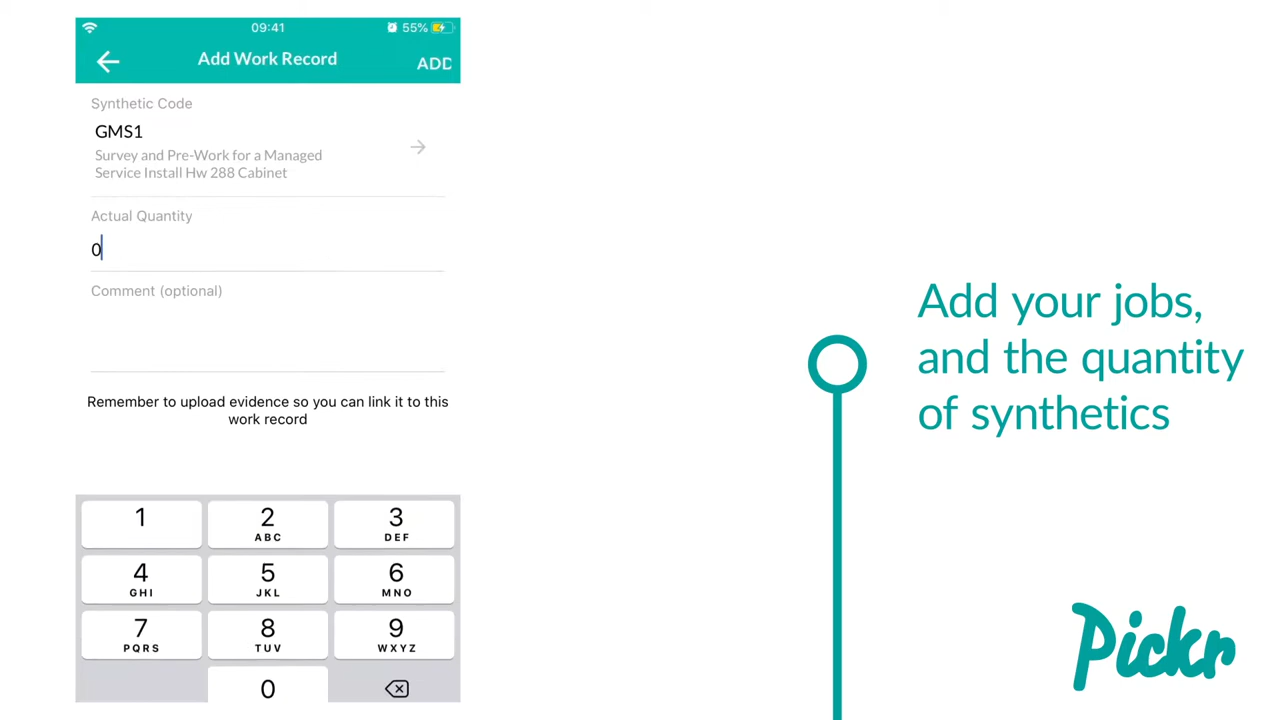 09:41
55%
Add Work Record
ADD
Synthetic Code
GMS1
Survey and Pre-Work for a Managed
Service Install Hw 288 Cabinet
Actual Quantity
0
Comment (optional)
Remember to upload evidence so you can link it to this
work record
1
2
ABC
3
DEF
4
GHI
5
JKL
6
MNO
7
PQRS
8
TUV
9
WXYZ
0
Add your jobs,
and the quantity
of synthetics
Pickr